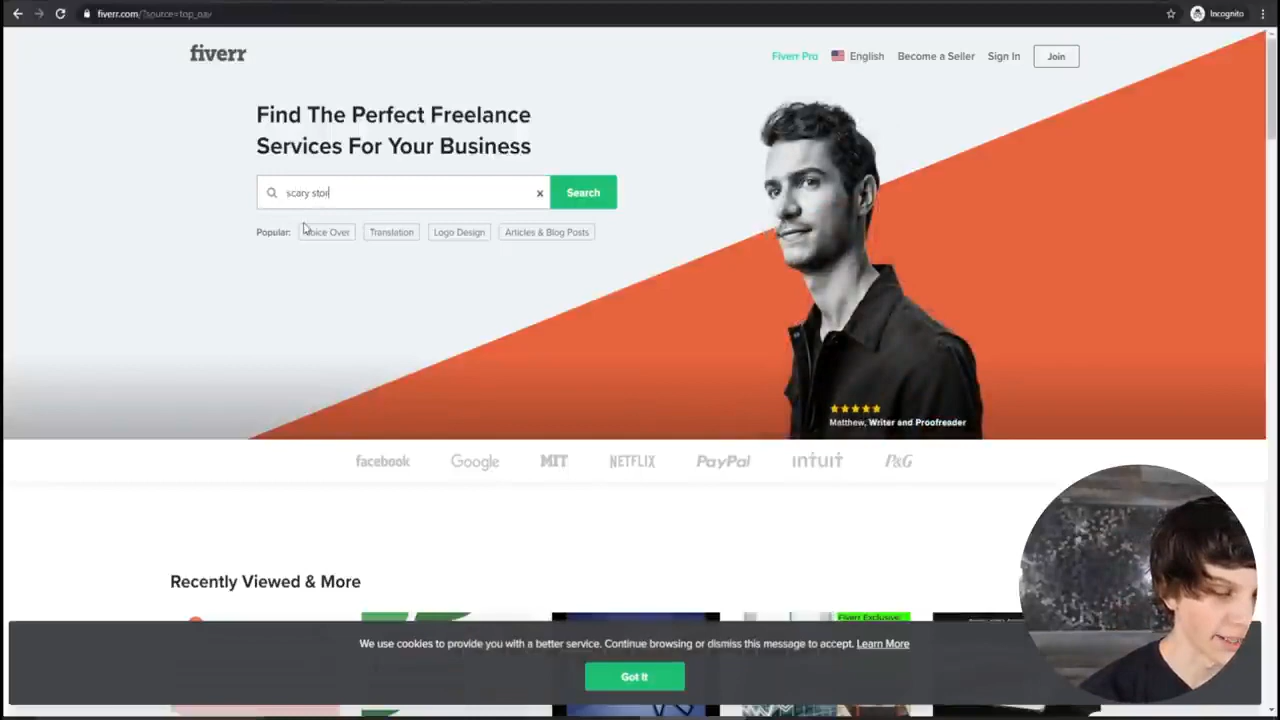 fiverr.com/?source=top_nav
Incognito
fiverr
Fiverr Pro
English
Become a Seller
Sign In
Join
Find The Perfect Freelance
Services For Your Business
scary stor
Search
Popular:
Voice Over
Translation
Logo Design
Articles & Blog Posts
Matthew, Writer and Proofreader
facebook
Google
MIT
NETFLIX
PayPal
intuit
P&G
Recently Viewed & More
Fiverr Exclusive
We use cookies to provide you with a better service. Continue browsing or dismiss this message to accept. Learn More
Got It